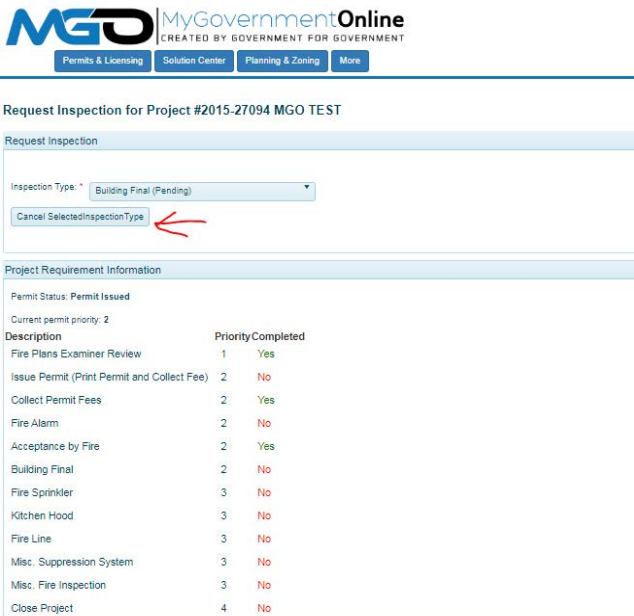 MGO MyGovernmentOnline
CREATED BY GOVERNMENT FOR GOVERNMENT
Permits & Licensing Solution Center Planning & Zoning More
Request Inspection for Project #2015-27094 MGO TEST
Request Inspection
Inspection Type: * Building Final (Pending)
Cancel SelectedInspectionType
Project Requirement Information
Permit Status: Permit Issued
Current permit priority: 2
Description Priority Completed
Fire Plans Examiner Review 1 Yes
Issue Permit (Print Permit and Collect Fee) 2 No
Collect Permit Fees 2 Yes
Fire Alarm 2 No
Acceptance by Fire 2 Yes
Building Final 2 No
Fire Sprinkler 3 No
Kitchen Hood 3 No
Fire Line 3 No
Misc. Suppression System 3 No
Misc. Fire Inspection 3 No
Close Project 4 No